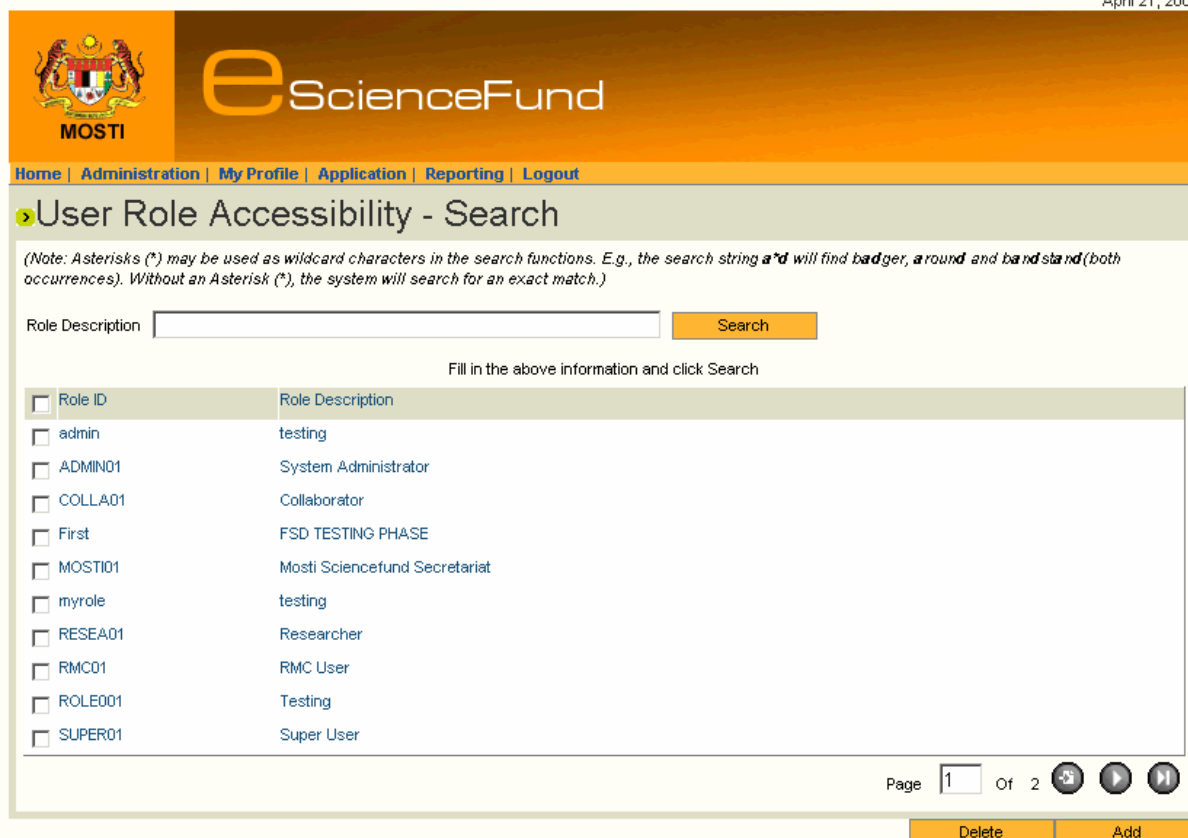 April 21, 200
MOSTI
eScienceFund
Home | Administration | My Profile | Application | Reporting | Logout
User Role Accessibility - Search
(Note: Asterisks (*) may be used as wildcard characters in the search functions. E.g., the search string a*d will find badger, around and bandstand(both
occurrences). Without an Asterisk (*), the system will search for an exact match.)
Role Description Search
Fill in the above information and click Search
Role ID Role Description
admin testing
ADMIN01 System Administrator
COLLA01 Collaborator
First FSD TESTING PHASE
MOSTI01 Mosti Sciencefund Secretariat
myrole testing
RESEA01 Researcher
RMC01 RMC User
ROLE001 Testing
SUPER01 Super User
Page 1 Of 2
Delete Add